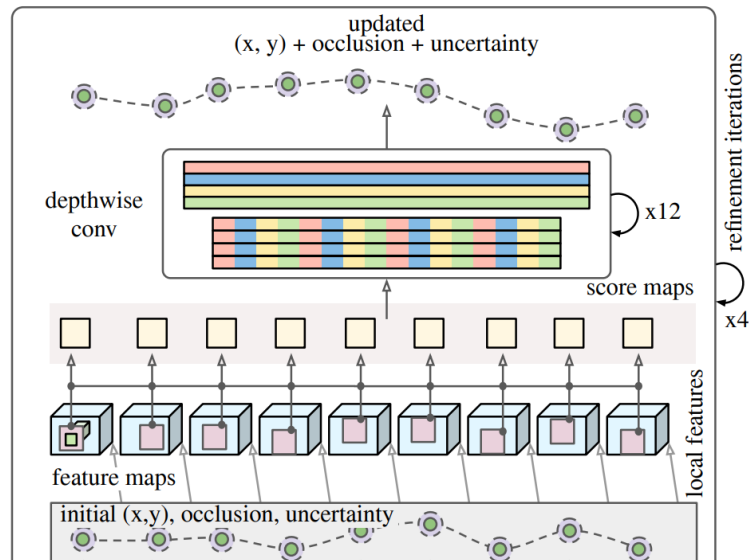 updated
(x, y) + occlusion + uncertainty
refinement iterations
depthwise
conv
x12
score maps
x4
local features
feature maps
initial (x,y), occlusion, uncertainty